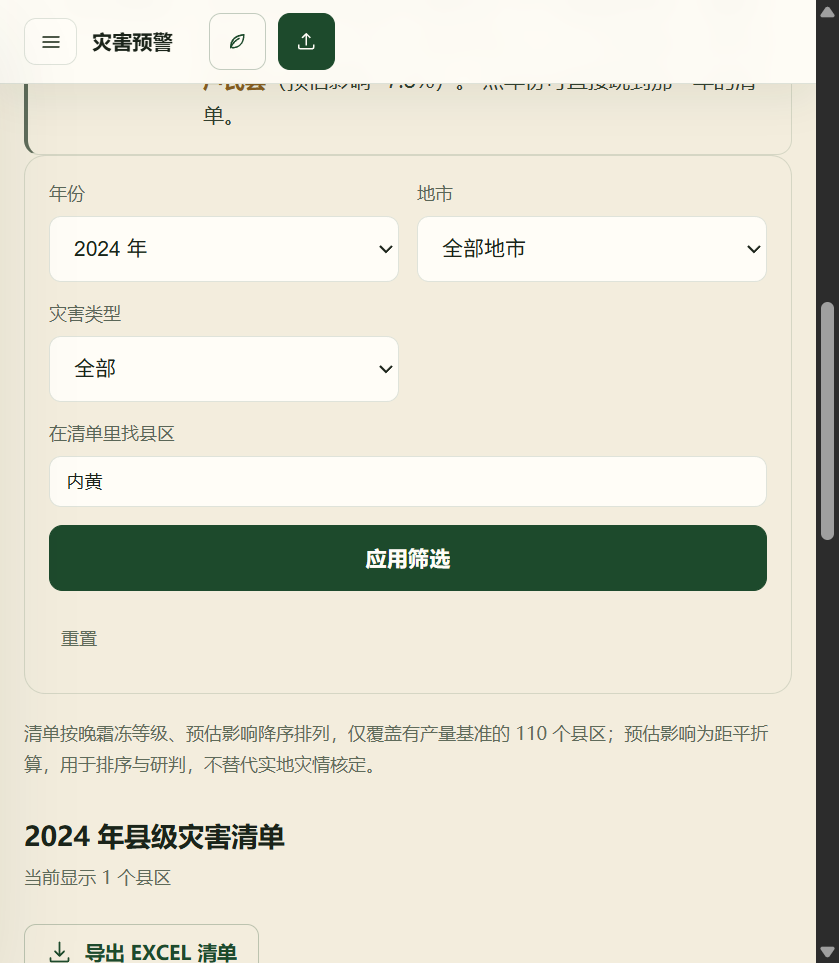 灾害预警
单。
年份
地市
2024 年
全部地市
灾害类型
全部
在清单里找县区
内黄
应用筛选
重置
清单按晚霜冻等级、预估影响降序排列，仅覆盖有产量基准的 110 个县区；预估影响为距平折
算，用于排序与研判，不替代实地灾情核定。
2024 年县级灾害清单
当前显示 1 个县区
导出 EXCEL 清单